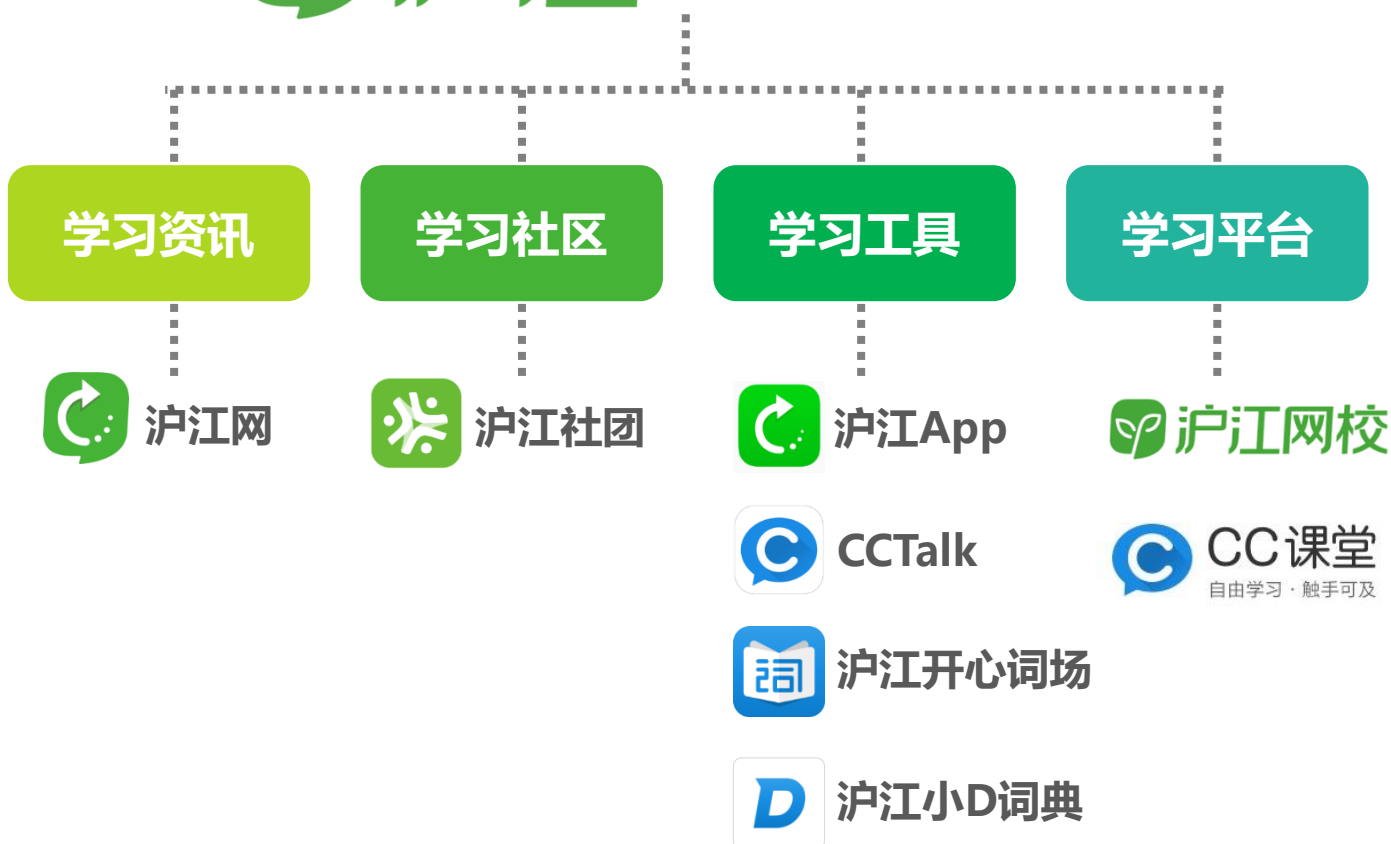 学习资讯
学习社区
学习工具
学习平台
沪江网
沪江社团
沪江App
沪江网校
CCTalk
CC课堂
自由学习·触手可及
词
沪江开心词场
D
沪江小D词典